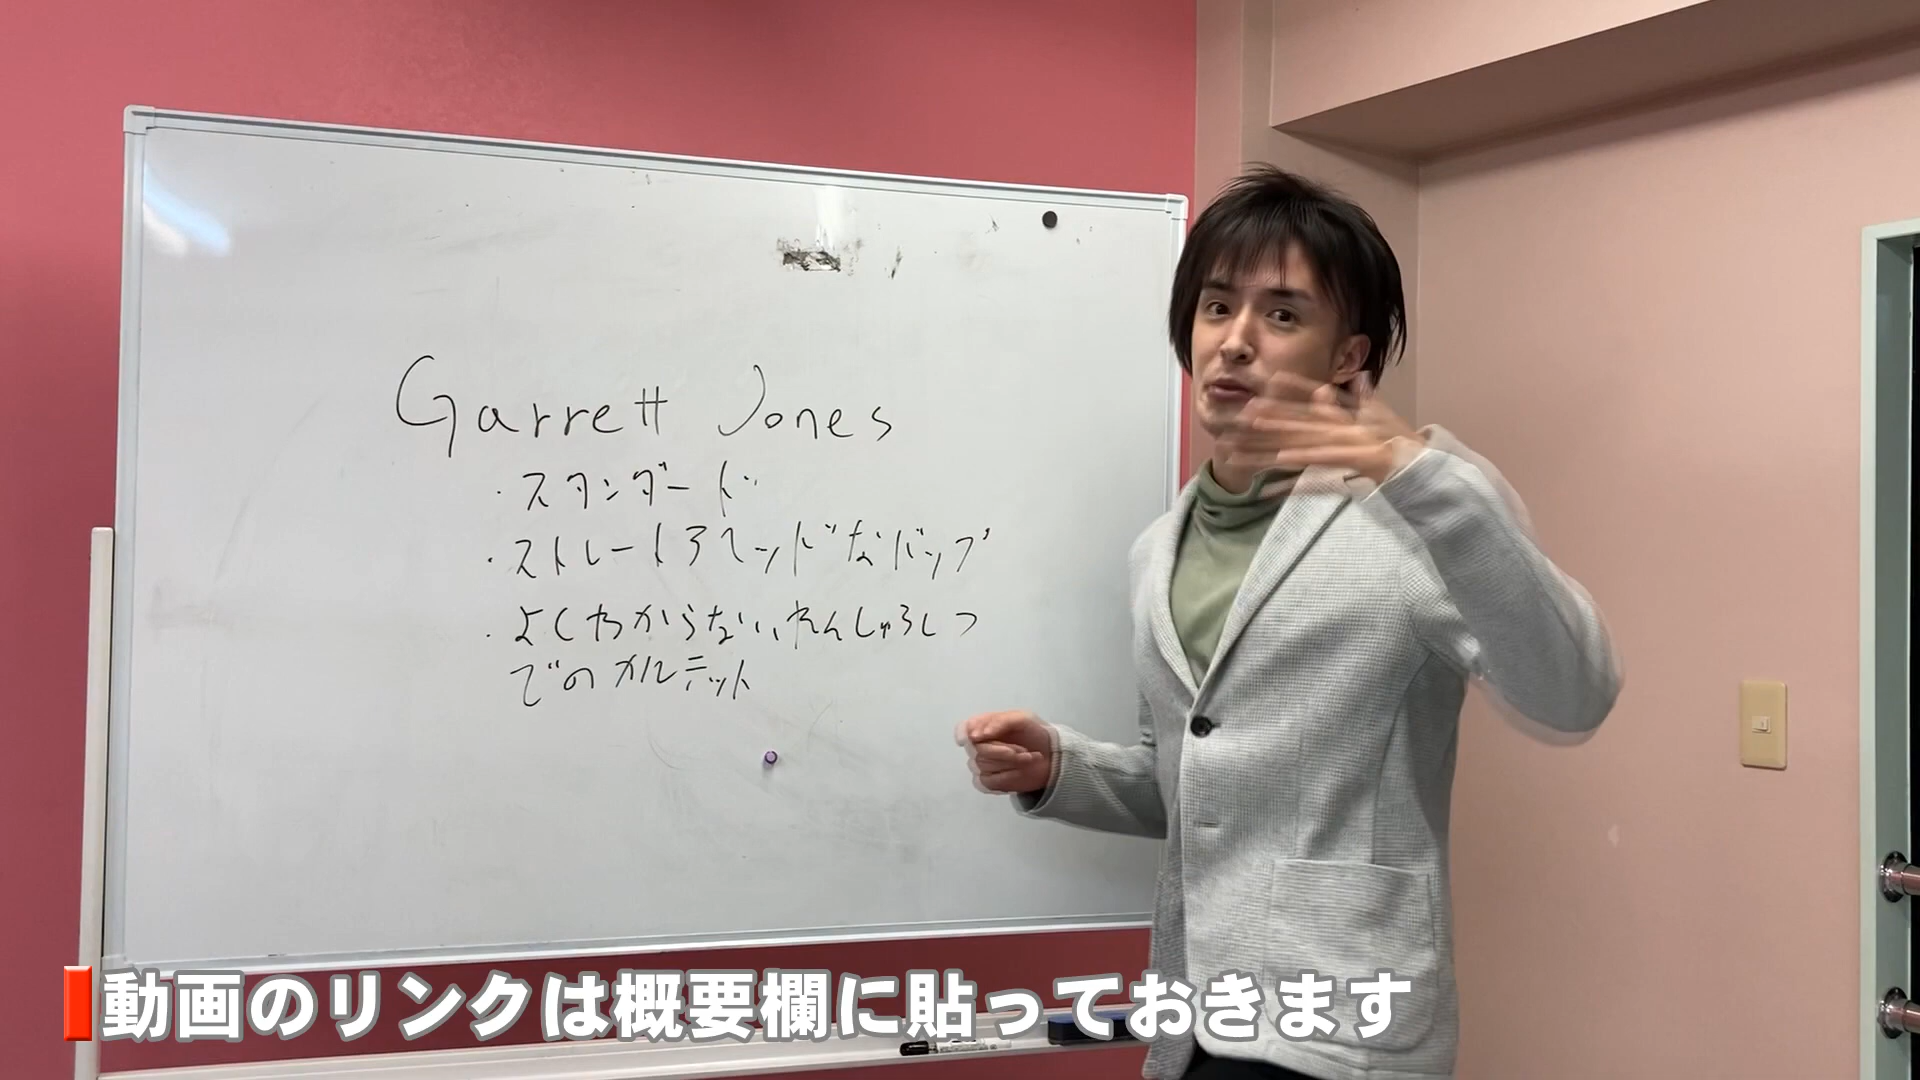 Garrett Jones
・スタンダード
・ストレートアヘッドなバップ
・よくわからないれんしゅうしつ
でのカルテット
動画のリンクは概要欄に貼っておきます